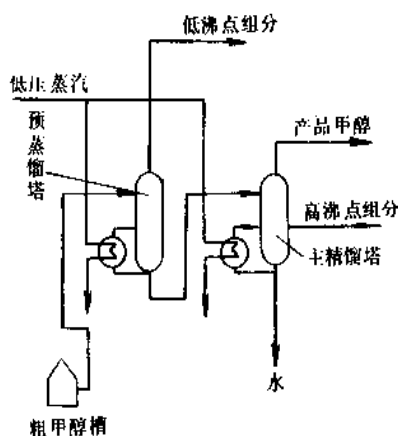 低沸点组分
低压蒸汽
预蒸馏塔
产品甲醇
高沸点组分
主精馏塔
水
粗甲醇槽